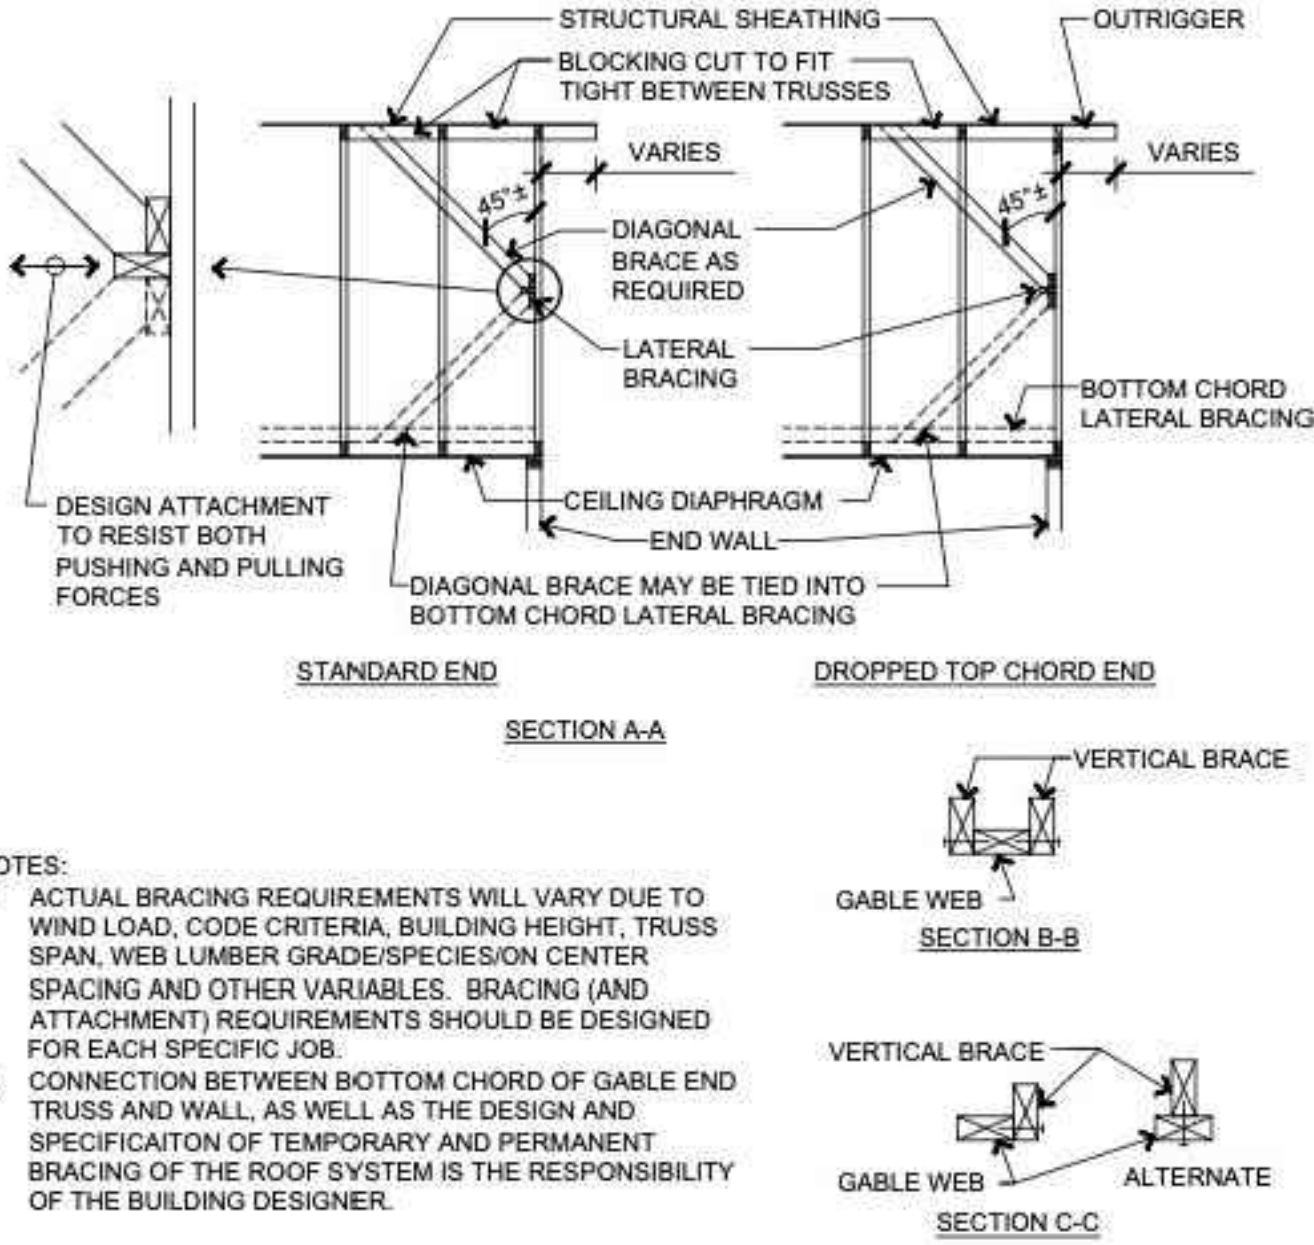 STRUCTURAL SHEATHING
OUTRIGGER
BLOCKING CUT TO FIT
TIGHT BETWEEN TRUSSES
VARIES
VARIES
45°±
45°±
DIAGONAL
BRACE AS
REQUIRED
LATERAL
BRACING
BOTTOM CHORD
LATERAL BRACING
DESIGN ATTACHMENT
TO RESIST BOTH
PUSHING AND PULLING
FORCES
CEILING DIAPHRAGM
END WALL
DIAGONAL BRACE MAY BE TIED INTO
BOTTOM CHORD LATERAL BRACING
STANDARD END
DROPPED TOP CHORD END
SECTION A-A
VERTICAL BRACE
GABLE WEB
SECTION B-B
OTES:
ACTUAL BRACING REQUIREMENTS WILL VARY DUE TO
WIND LOAD, CODE CRITERIA, BUILDING HEIGHT, TRUSS
SPAN, WEB LUMBER GRADE/SPECIES/ON CENTER
SPACING AND OTHER VARIABLES. BRACING (AND
ATTACHMENT) REQUIREMENTS SHOULD BE DESIGNED
FOR EACH SPECIFIC JOB.
CONNECTION BETWEEN BOTTOM CHORD OF GABLE END
TRUSS AND WALL, AS WELL AS THE DESIGN AND
SPECIFICAITON OF TEMPORARY AND PERMANENT
BRACING OF THE ROOF SYSTEM IS THE RESPONSIBILITY
OF THE BUILDING DESIGNER.
VERTICAL BRACE
GABLE WEB
ALTERNATE
SECTION C-C